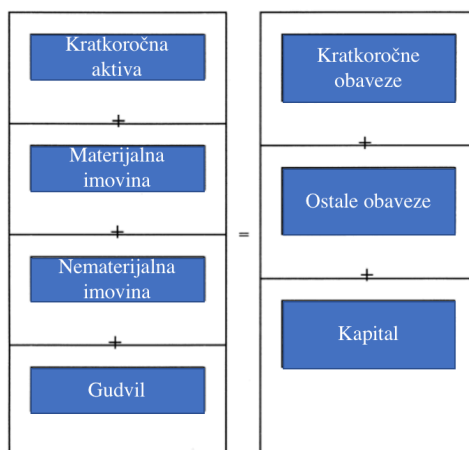 Kratkoročna
aktiva
+
Materijalna
imovina
+
Nematerijalna
imovina
+
Gudvil
=
Kratkoročne
obaveze
+
Ostale obaveze
+
Kapital